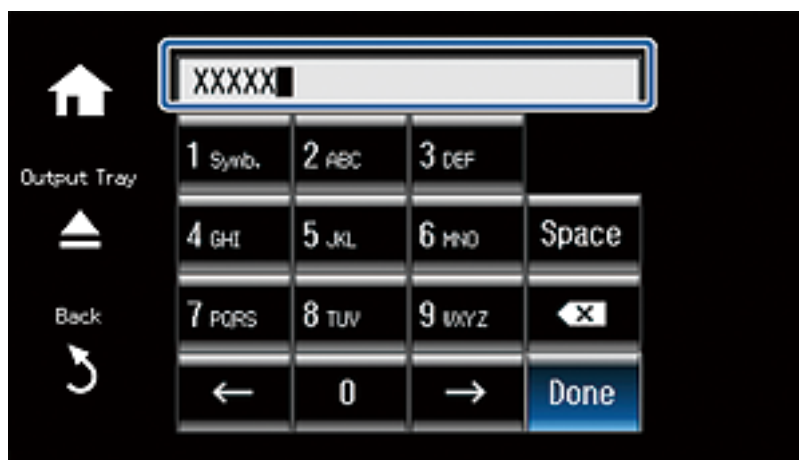 XXXXX
1 Symb. 2 ABC 3 DEF
Output Tray
4 GHI 5 JKL 6 MNO Space
Back
7 PQRS 8 TUV 9 WXYZ X
← 0 → Done